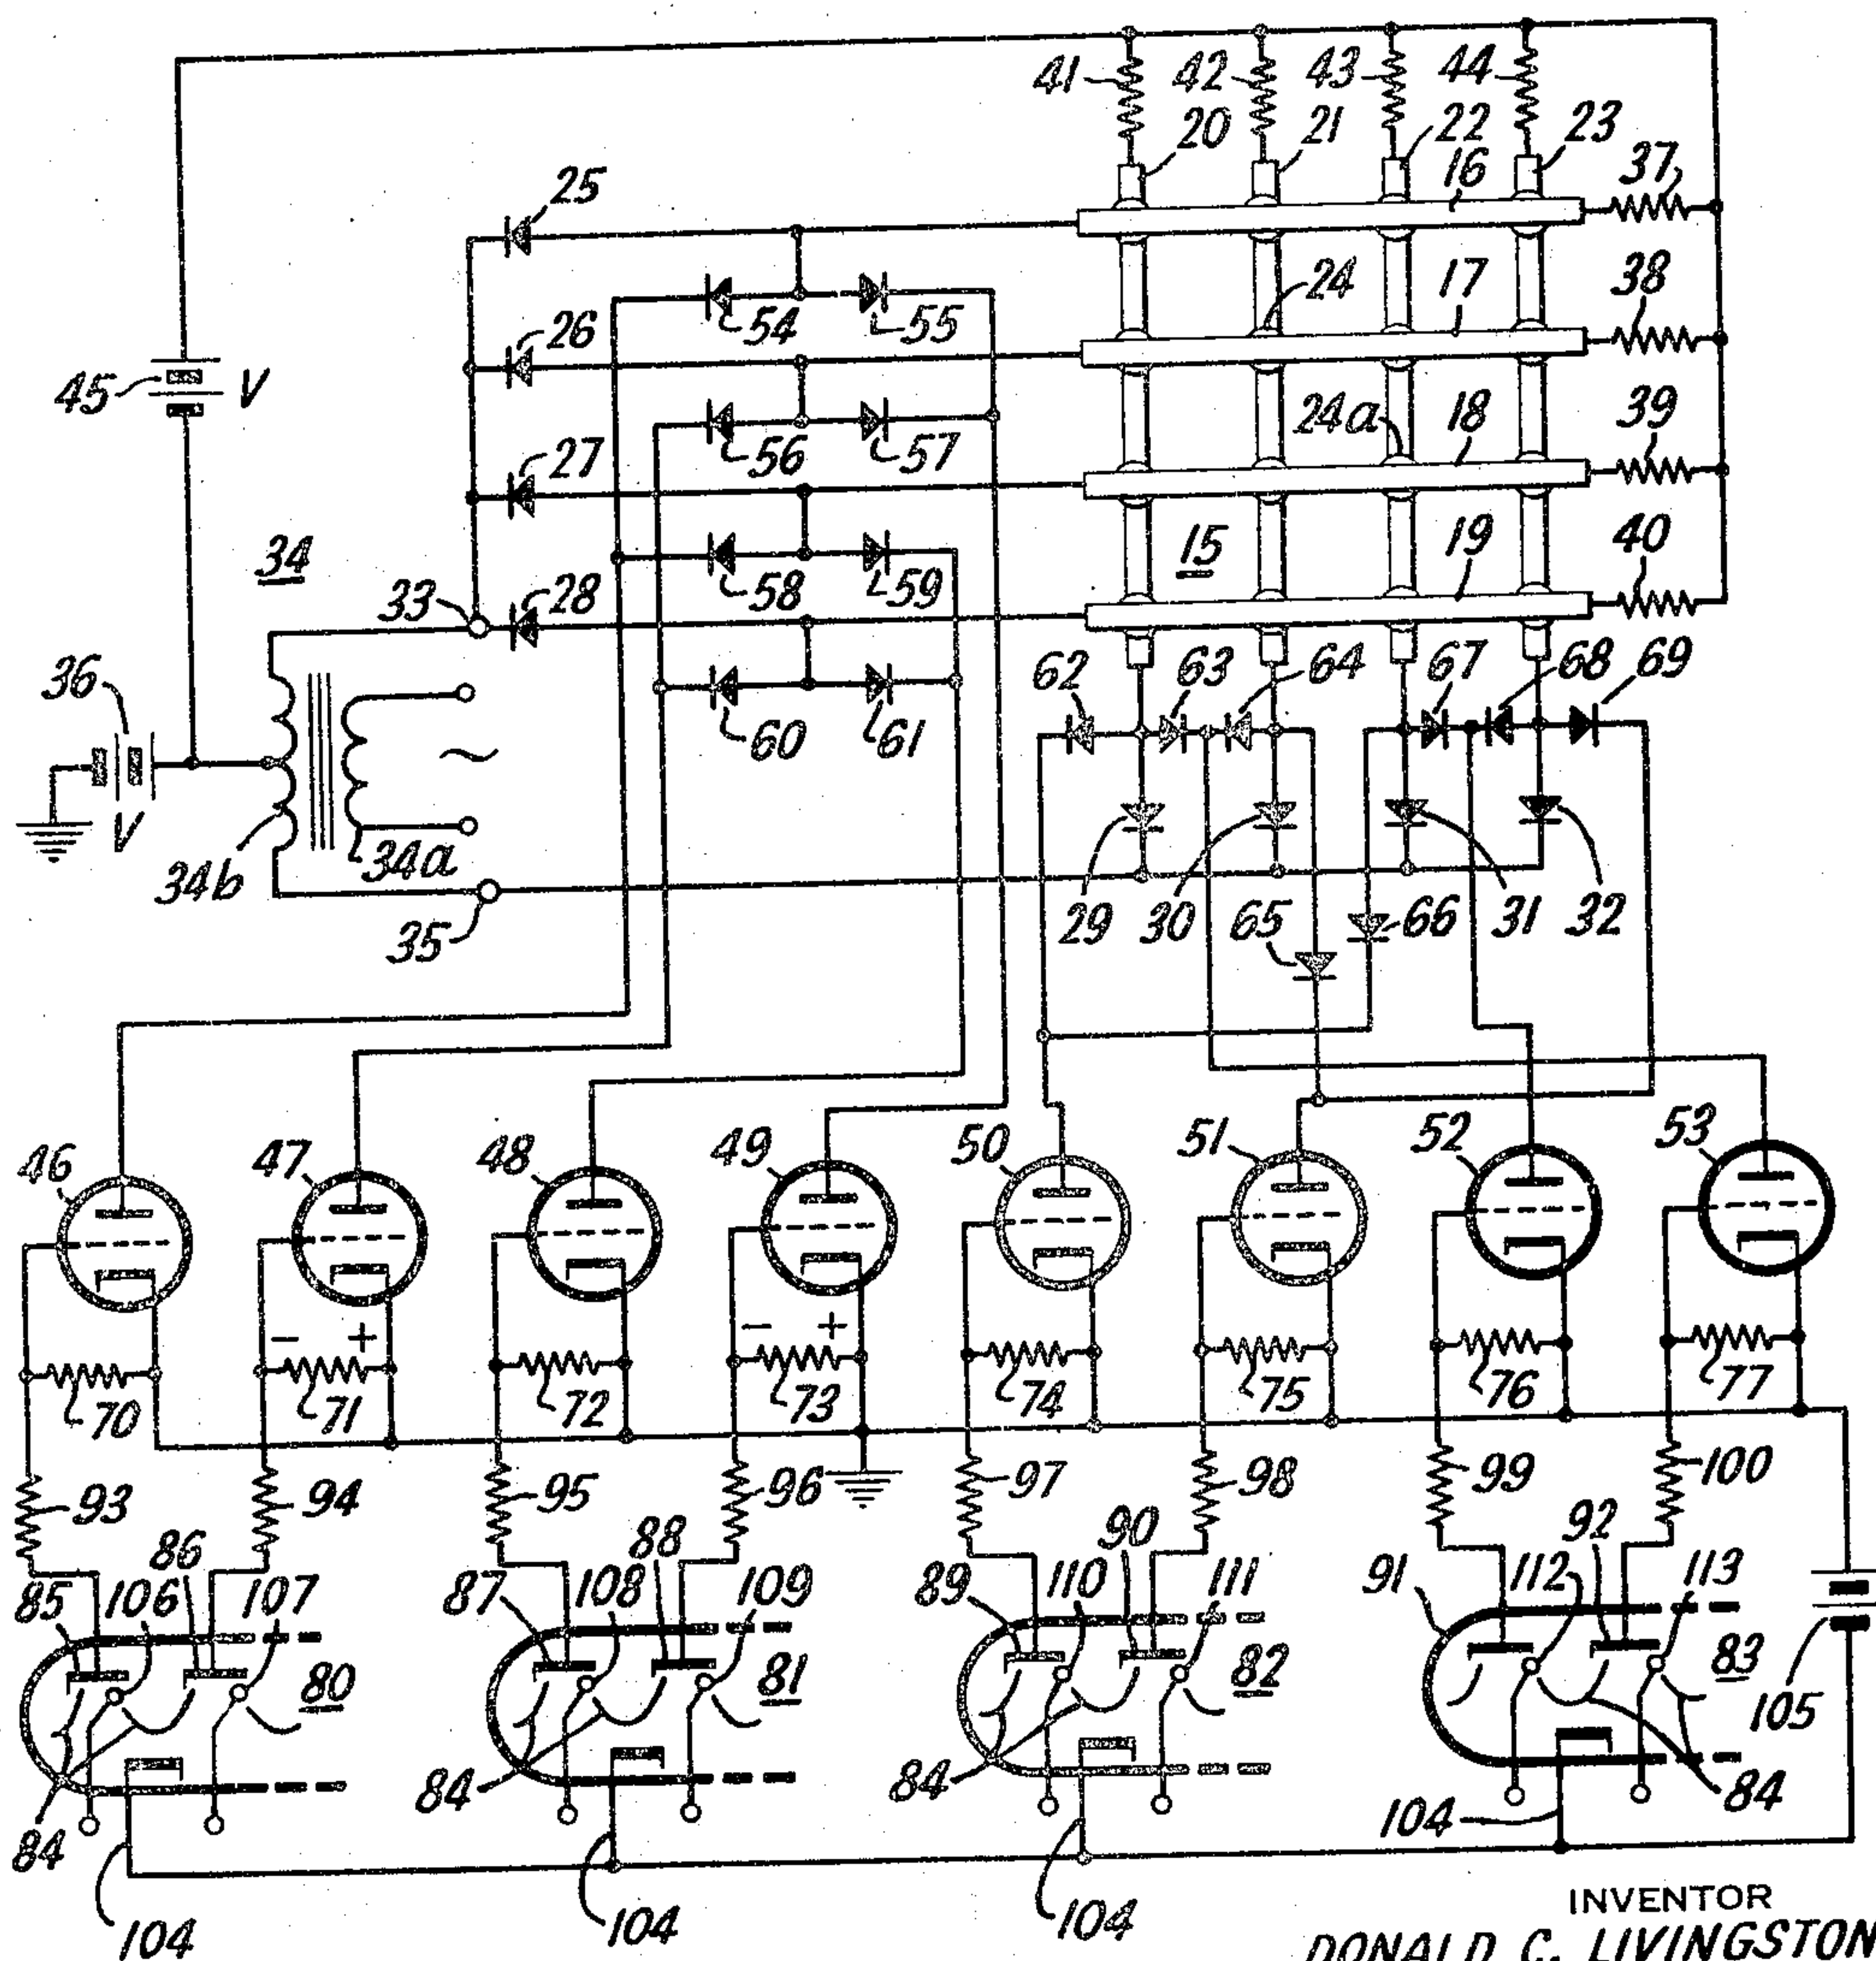 41 42 43 44
20 21 22 23
25 16 37
24 17 38
54 55
26
45 V
24a 18 39
56 57
27
34 15 19 40
58 59
33 28
36 62 63 64 67 68 69
60 61
V 34b 34a
29 30 65 66 31 32
35
46 47 48 49 50 51 52 53
− + − +
70 71 72 73 74 75 76 77
93 94 95 96 97 98 99 100
86 88 90 92
85 106 107 87 108 109 89 110 111 91 112 113
80 81 82 83
105
84 84 84 84
104
104 104 104
INVENTOR
DONALD C. LIVINGSTON